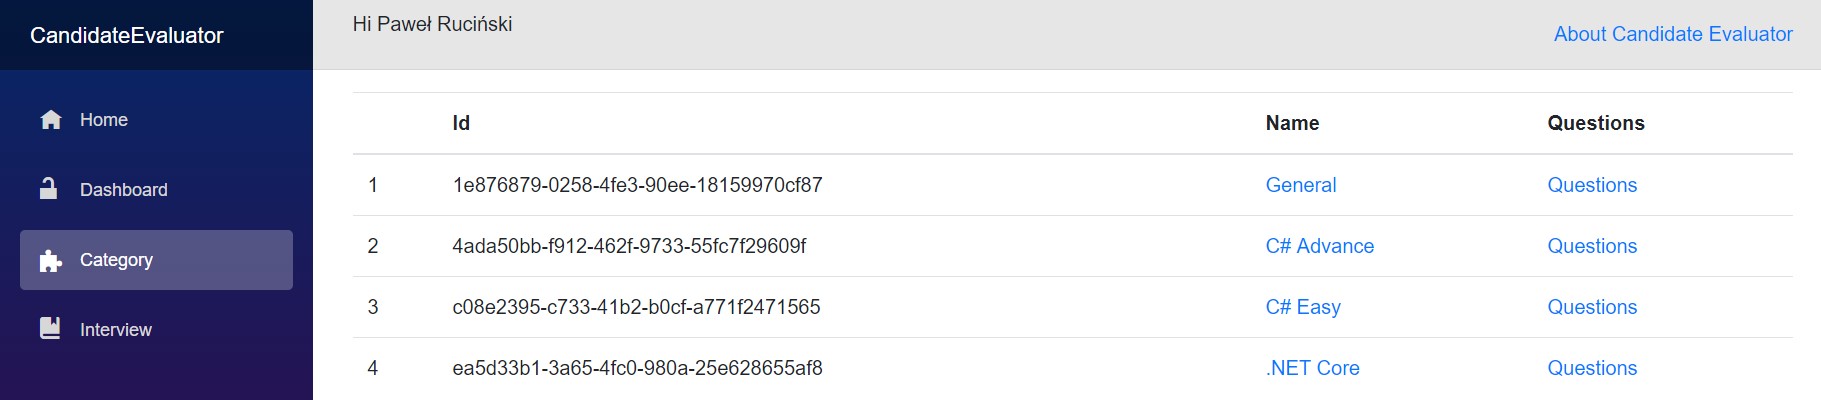 CandidateEvaluator
Home
Dashboard
Category
Interview
Hi Paweł Ruciński
About Candidate Evaluator
Id Name Questions
1 1e876879-0258-4fe3-90ee-18159970cf87 General Questions
2 4ada50bb-f912-462f-9733-55fc7f29609f C# Advance Questions
3 c08e2395-c733-41b2-b0cf-a771f2471565 C# Easy Questions
4 ea5d33b1-3a65-4fc0-980a-25e628655af8 .NET Core Questions